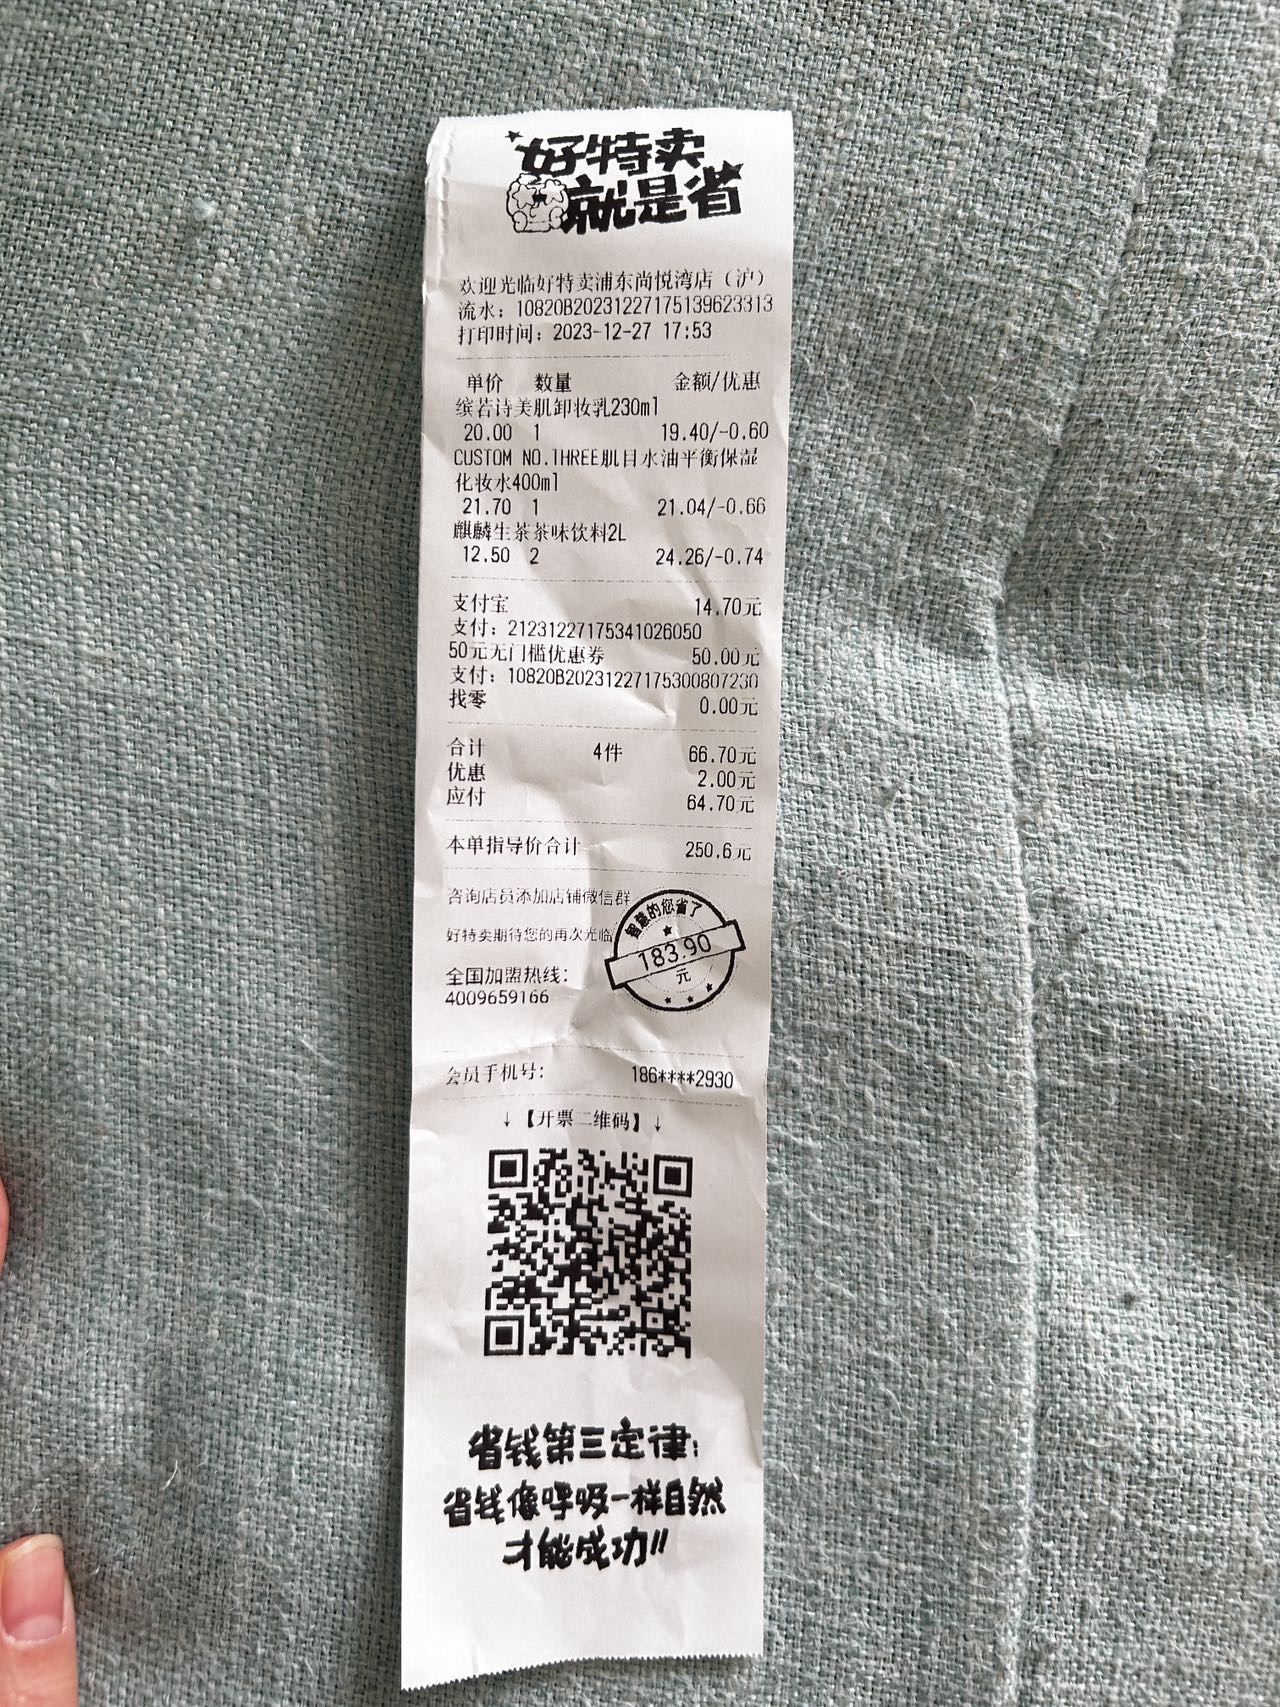 好特卖
就是省
欢迎光临好特卖浦东尚悦湾店（沪）
流水：10820B20231227175139623313
打印时间：2023-12-27 17:53
单价 数量 金额/优惠
缤若诗美肌卸妆乳230ml
20.00 1 19.40/-0.60
CUSTOM NO.THREE肌目水油平衡保湿
化妆水400ml
21.70 1 21.04/-0.66
麒麟生茶茶味饮料2L
12.50 2 24.26/-0.74
支付宝 14.70元
支付：21231227175341026050
50元无门槛优惠券 50.00元
支付：10820B20231227175300807230
找零 0.00元
合计 4件 66.70元
优惠 2.00元
应付 64.70元
本单指导价合计 250.6元
咨询店员添加店铺微信群
好特卖期待您的再次光临
智慧的您省了
183.90
元
全国加盟热线：
4009659166
会员手机号： 186****2930
↓【开票二维码】↓
省钱第三定律：
省钱像呼吸一样自然
才能成功!!